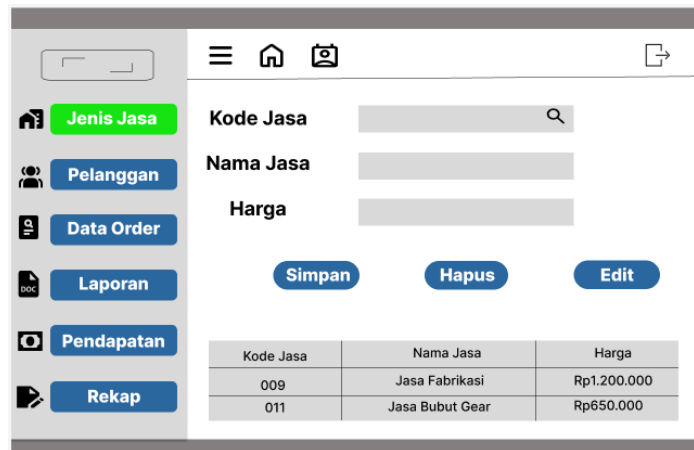 Jenis Jasa
Pelanggan
Data Order
DOC
Laporan
Pendapatan
Rekap
Kode Jasa
Nama Jasa
Harga
Simpan Hapus Edit
Kode Jasa Nama Jasa Harga
009 Jasa Fabrikasi Rp1.200.000
011 Jasa Bubut Gear Rp650.000